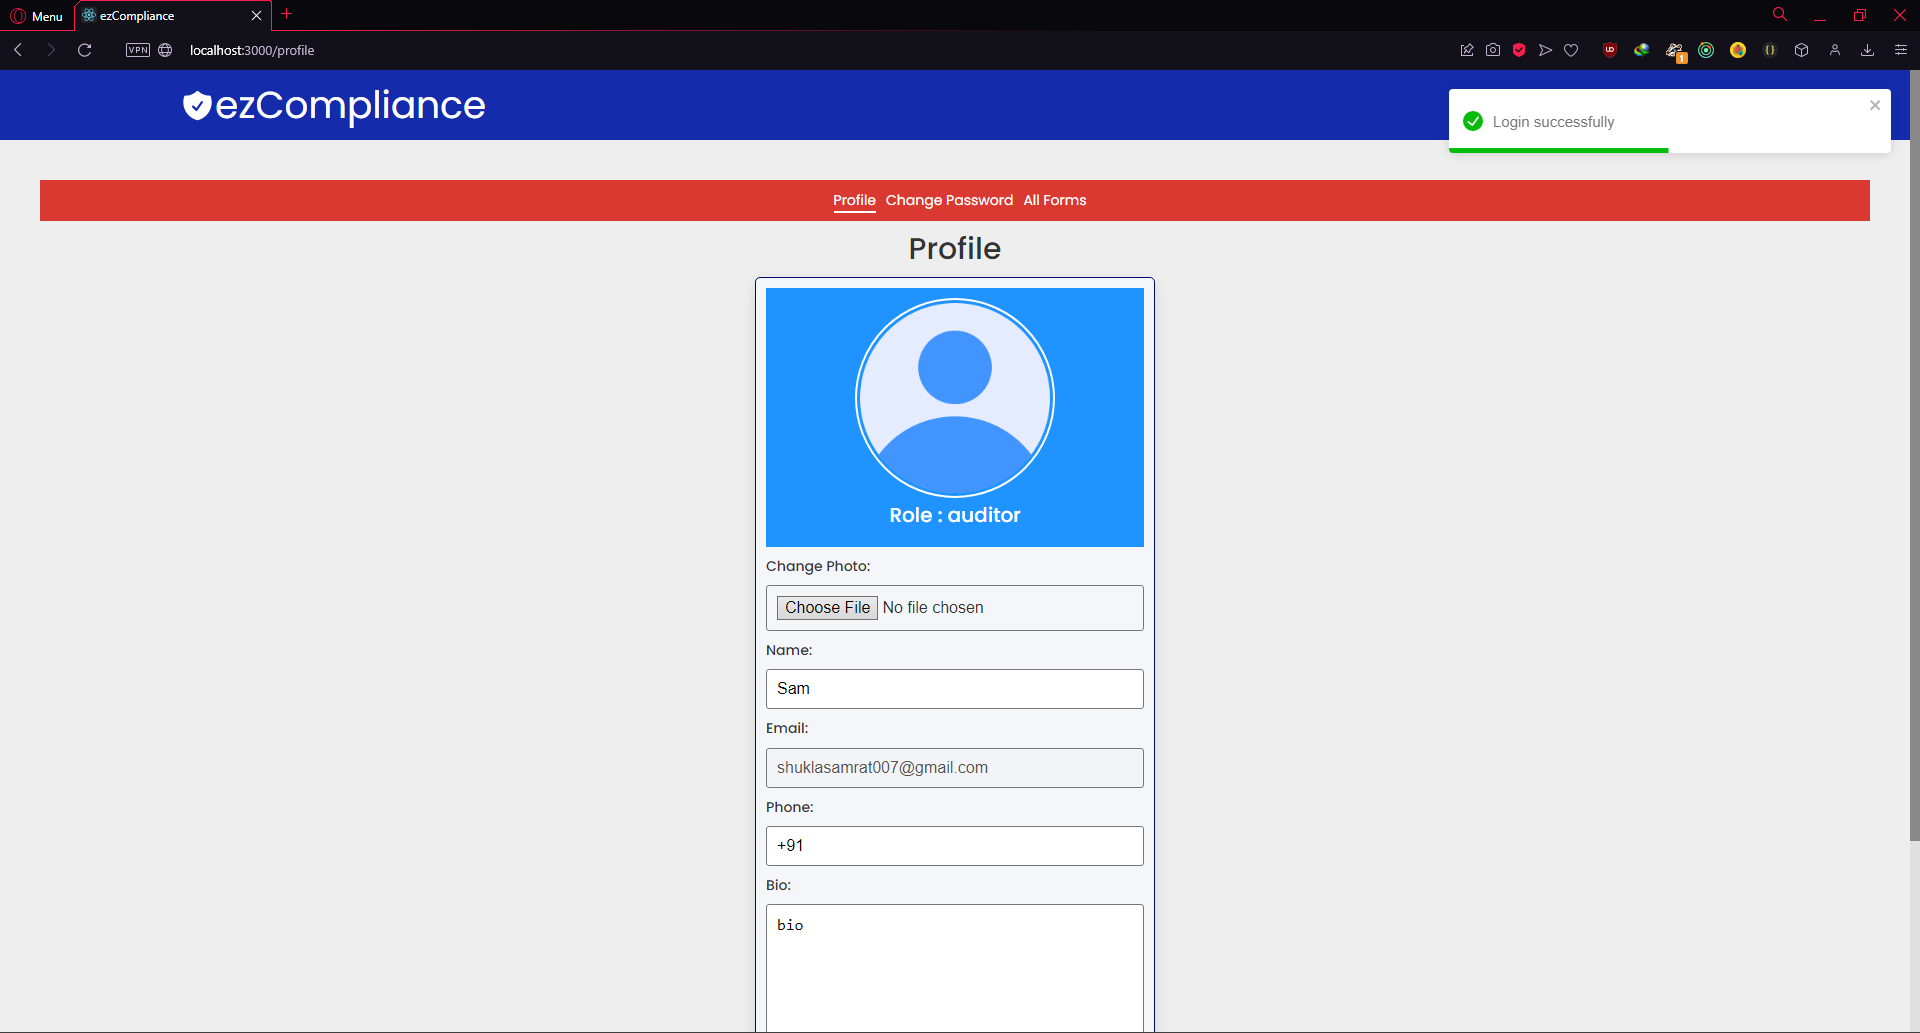 Menu
ezCompliance
VPN
localhost:3000/profile
1
ezCompliance
Login successfully
Profile Change Password All Forms
Profile
Role : auditor
Change Photo:
Choose File No file chosen
Name:
Sam
Email:
shuklasamrat007@gmail.com
Phone:
+91
Bio:
bio